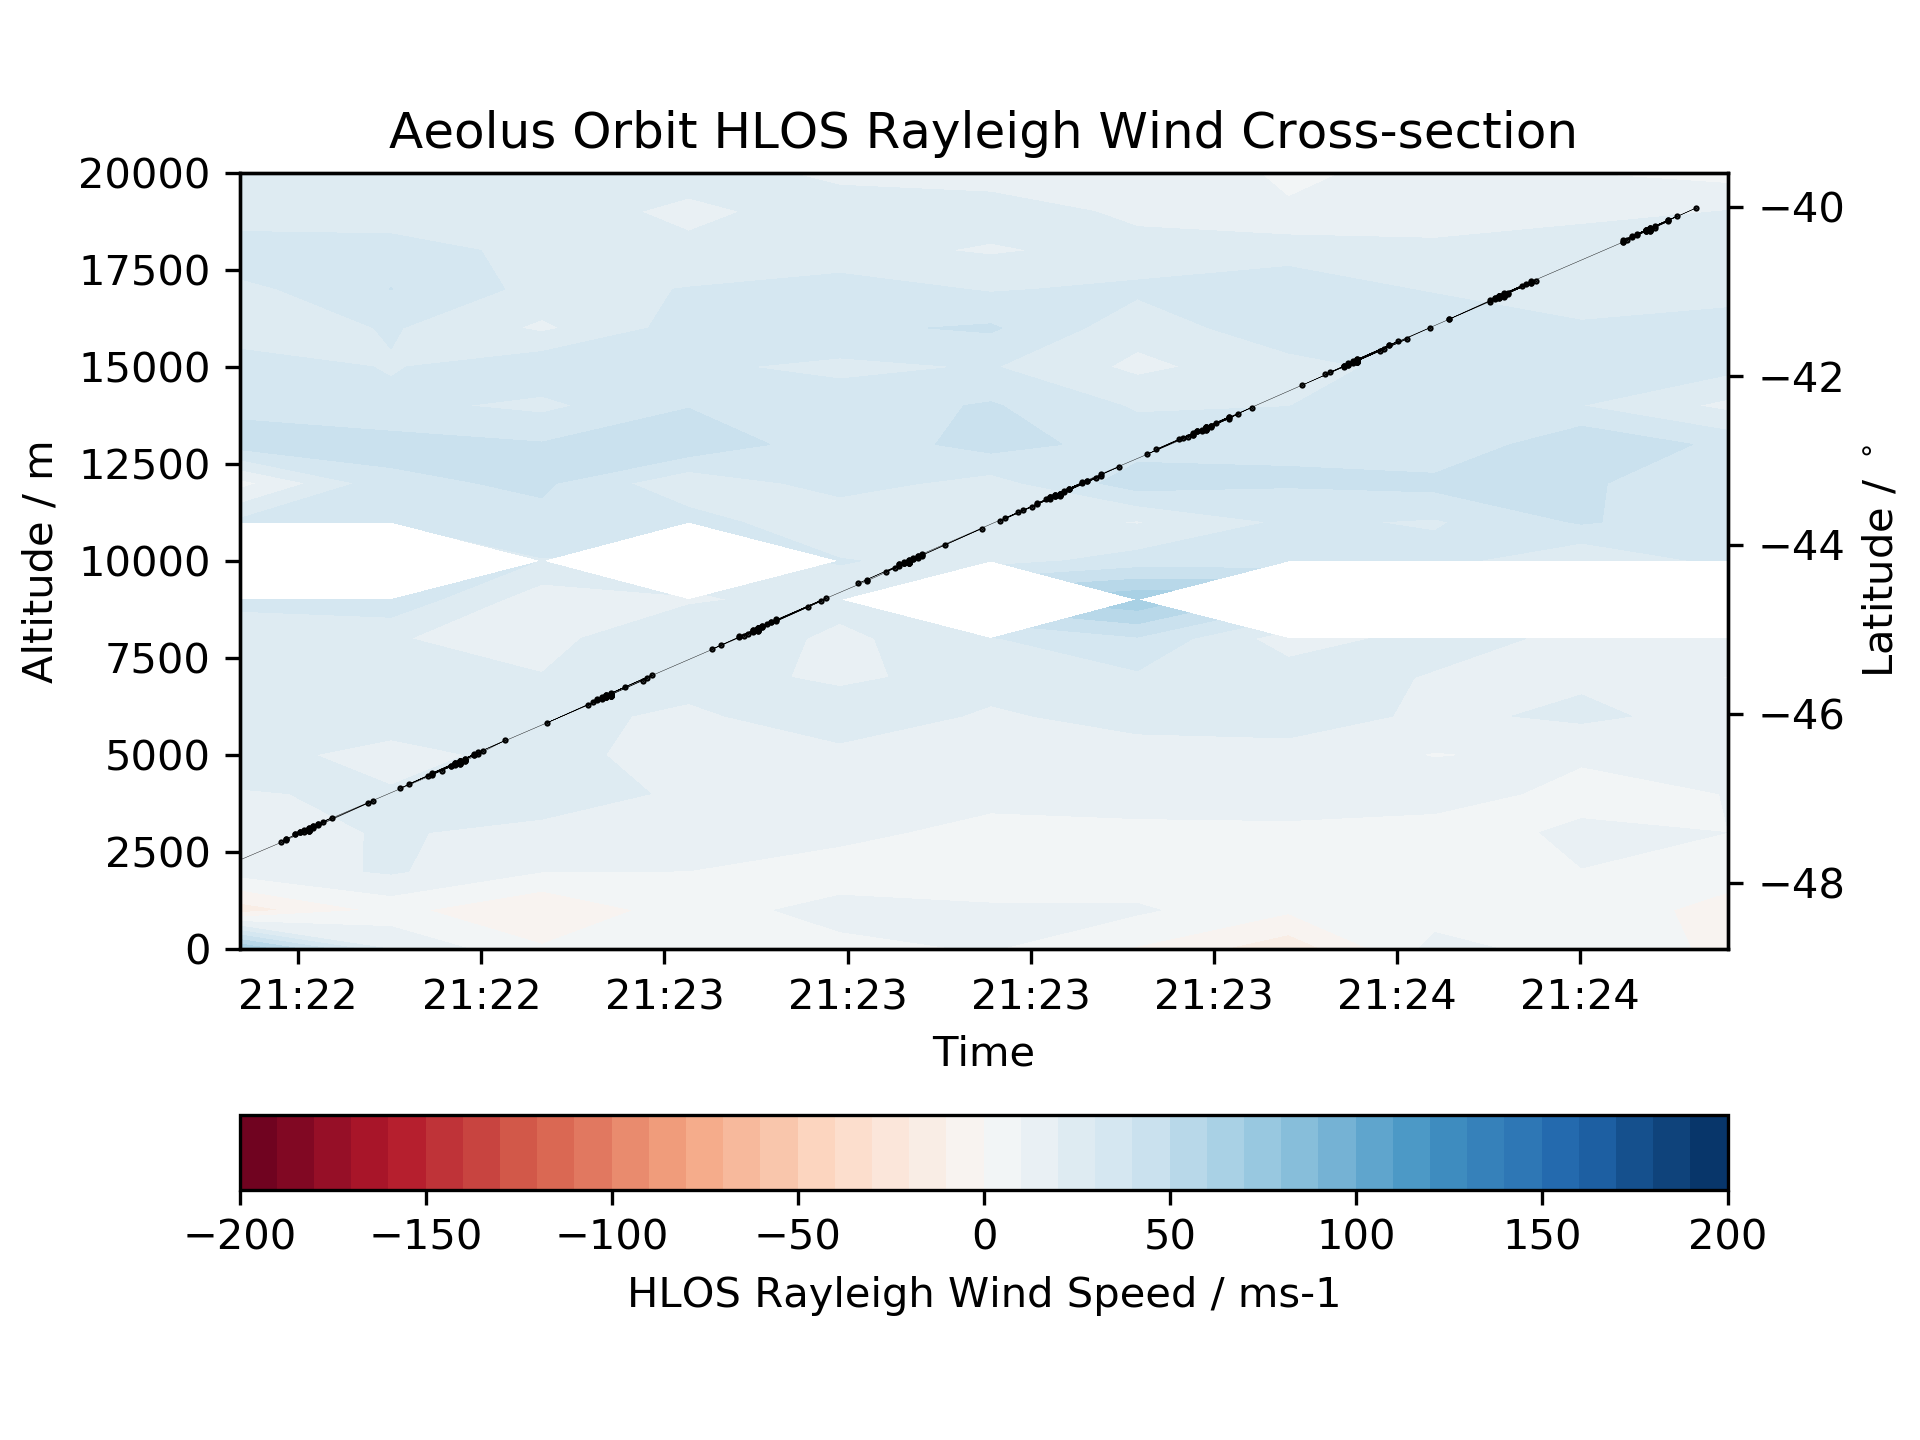 Aeolus Orbit HLOS Rayleigh Wind Cross-section
20000
17500
15000
12500
10000
7500
5000
2500
0
Altitude / m
−40
−42
−44
−46
−48
Latitude / °
21:22 21:22 21:23 21:23 21:23 21:23 21:24 21:24
Time
−200 −150 −100 −50 0 50 100 150 200
HLOS Rayleigh Wind Speed / ms-1